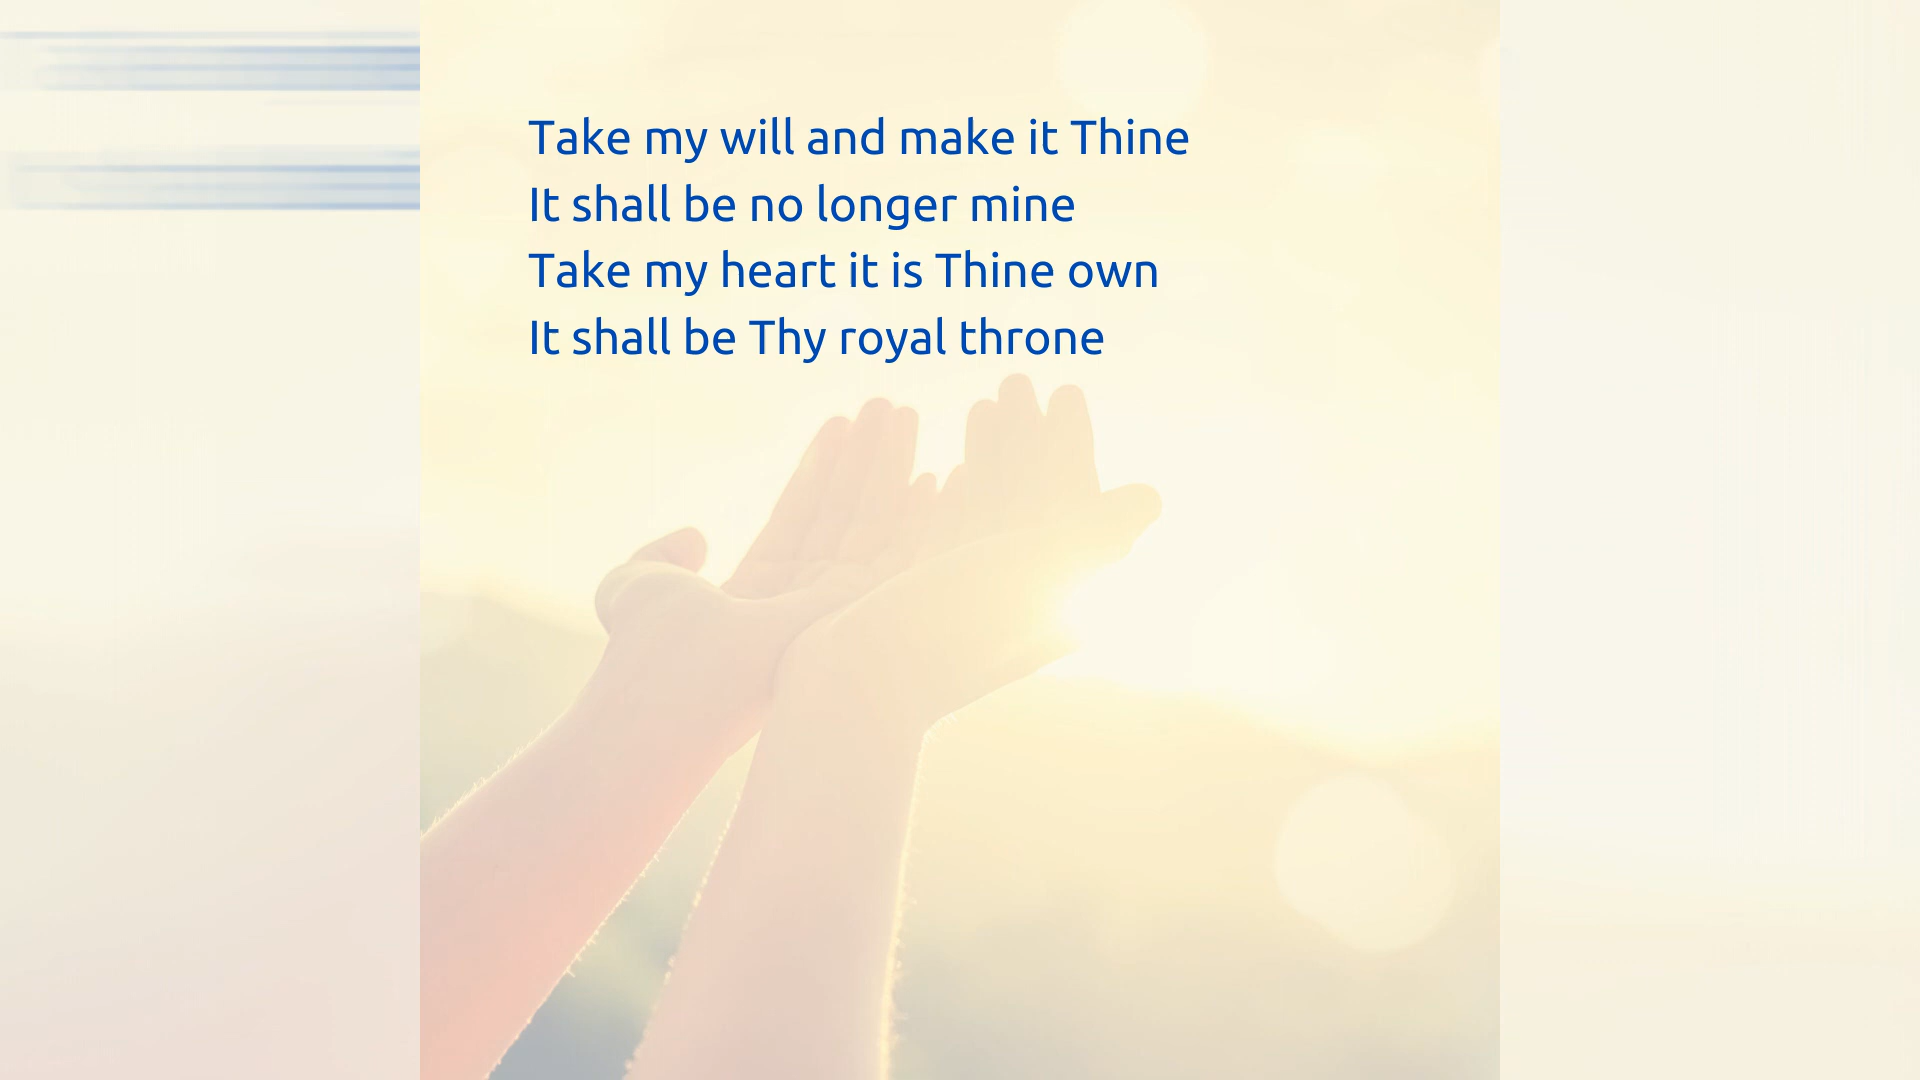 Take my will and make it Thine
It shall be no longer mine
Take my heart it is Thine own
It shall be Thy royal throne